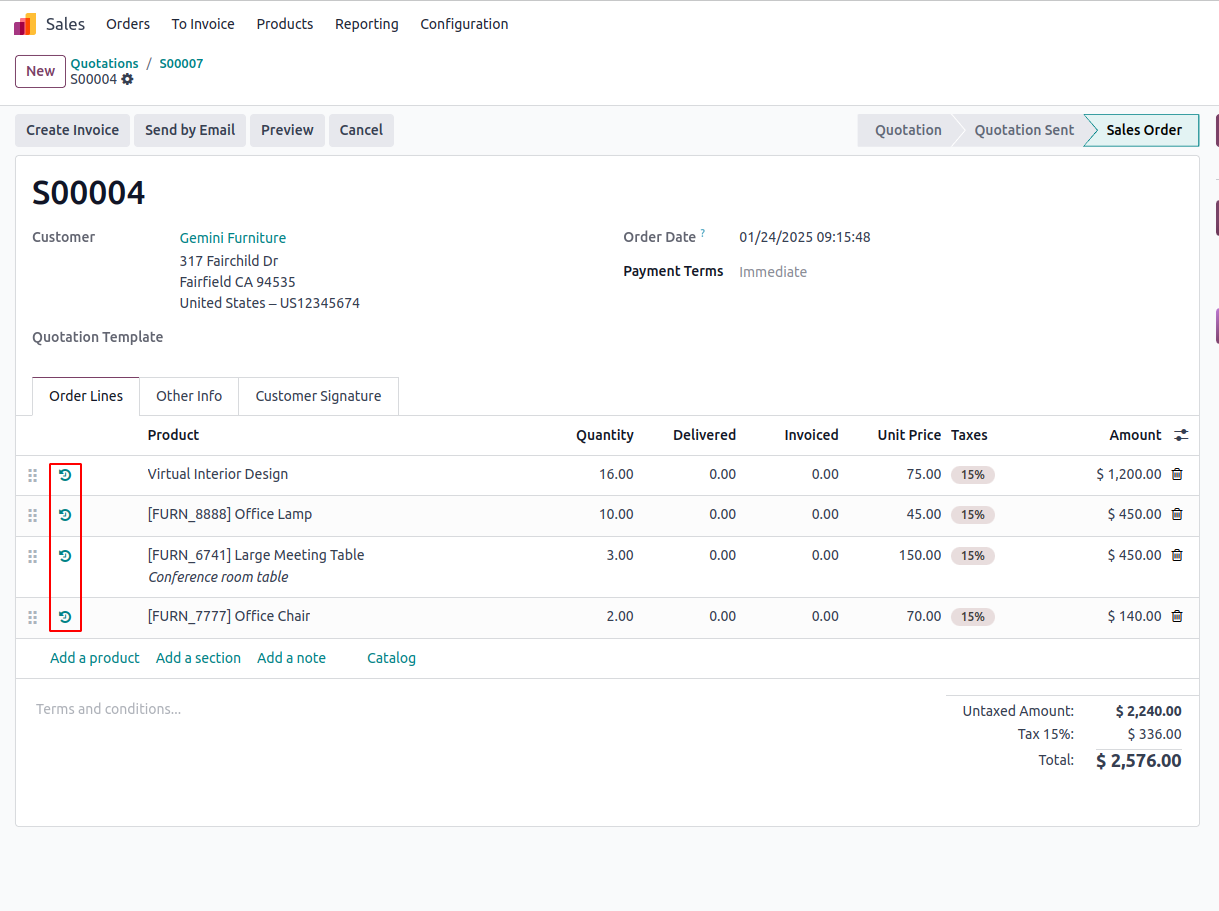 Sales Orders To Invoice Products Reporting Configuration
New Quotations / S00007
S00004
Create Invoice Send by Email Preview Cancel Quotation Quotation Sent Sales Order
S00004
Customer Gemini Furniture Order Date ? 01/24/2025 09:15:48
317 Fairchild Dr
Payment Terms Immediate
Fairfield CA 94535
United States – US12345674
Quotation Template
Order Lines Other Info Customer Signature
Product Quantity Delivered Invoiced Unit Price Taxes Amount
Virtual Interior Design 16.00 0.00 0.00 75.00 15% $ 1,200.00
[FURN_8888] Office Lamp 10.00 0.00 0.00 45.00 15% $ 450.00
[FURN_6741] Large Meeting Table 3.00 0.00 0.00 150.00 15% $ 450.00
Conference room table
[FURN_7777] Office Chair 2.00 0.00 0.00 70.00 15% $ 140.00
Add a product Add a section Add a note Catalog
Terms and conditions... Untaxed Amount: $ 2,240.00
Tax 15%: $ 336.00
Total: $ 2,576.00